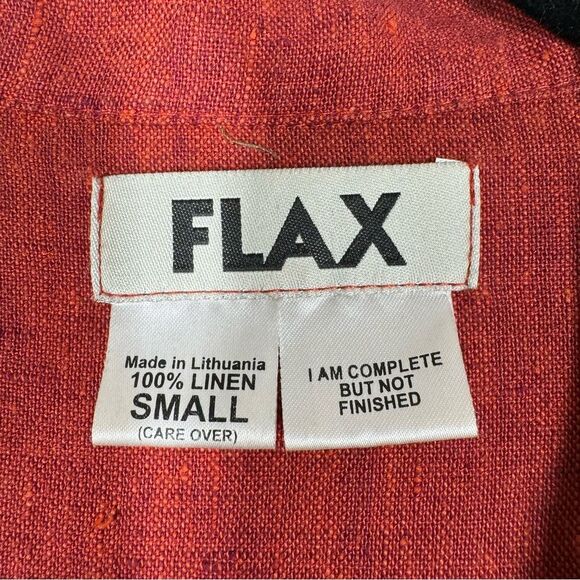 FLAX
Made in Lithuania
100% LINEN
SMALL
(CARE OVER)
I AM COMPLETE
BUT NOT
FINISHED